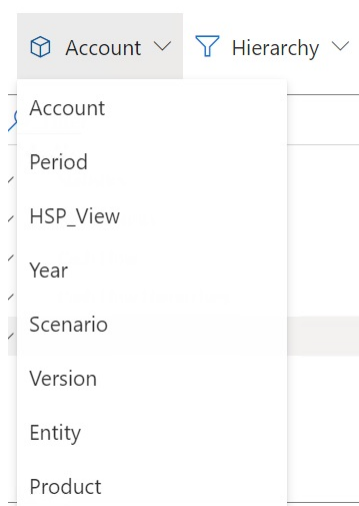 Account Hierarchy
Account
Period
HSP_View
Year
Scenario
Version
Entity
Product